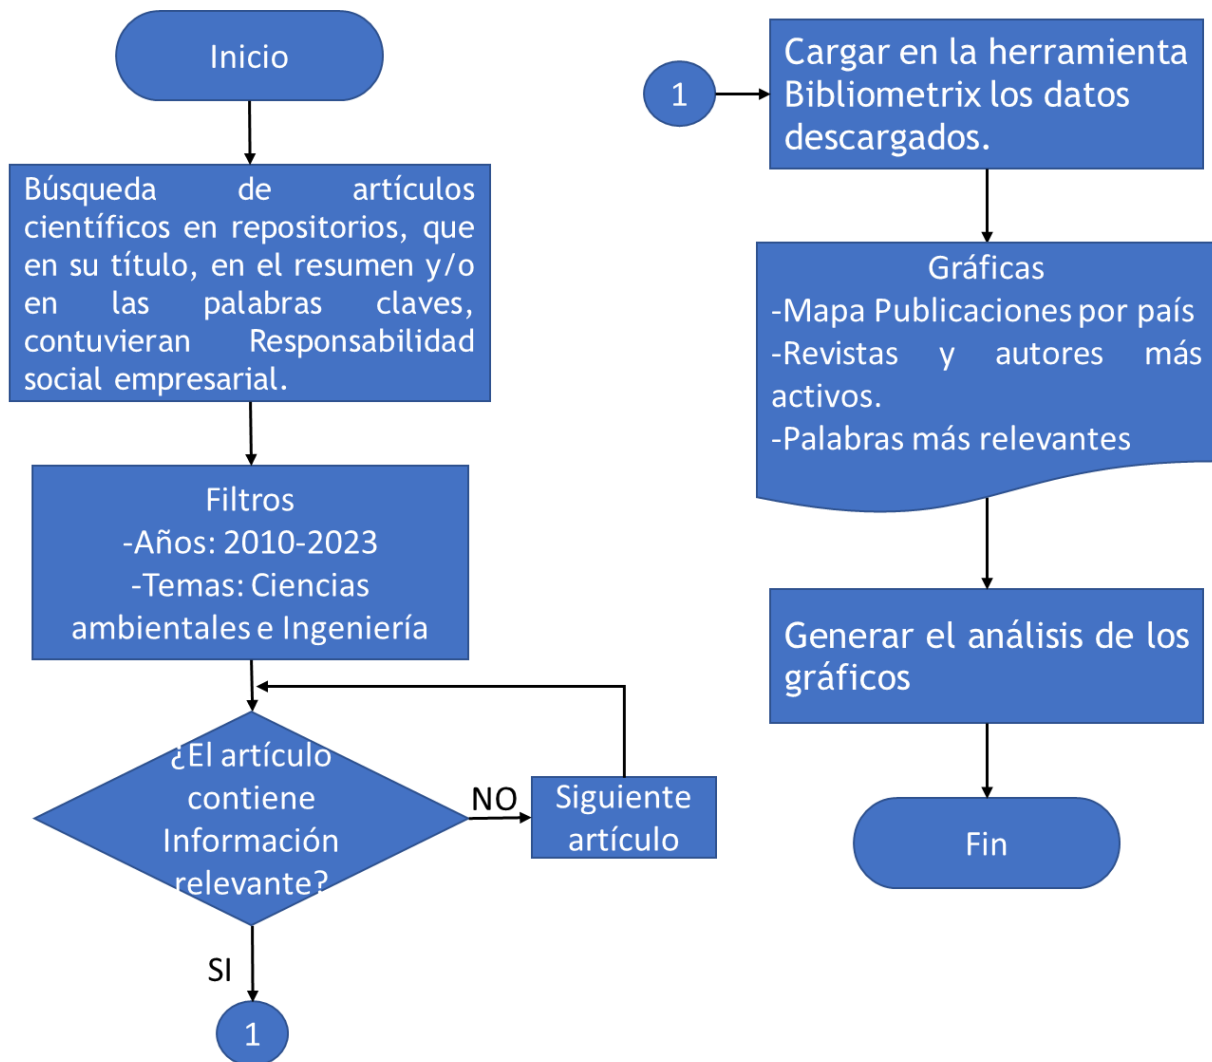 Inicio
Búsqueda de artículos
científicos en repositorios, que
en su título, en el resumen y/o
en las palabras claves,
contuvieran Responsabilidad
social empresarial.
Filtros
-Años: 2010-2023
-Temas: Ciencias
ambientales e Ingeniería
¿El artículo
contiene
Información
relevante?
NO
Siguiente
artículo
SI
1
1
Cargar en la herramienta
Bibliometrix los datos
descargados.
Gráficas
-Mapa Publicaciones por país
-Revistas y autores más
activos.
-Palabras más relevantes
Generar el análisis de los
gráficos
Fin